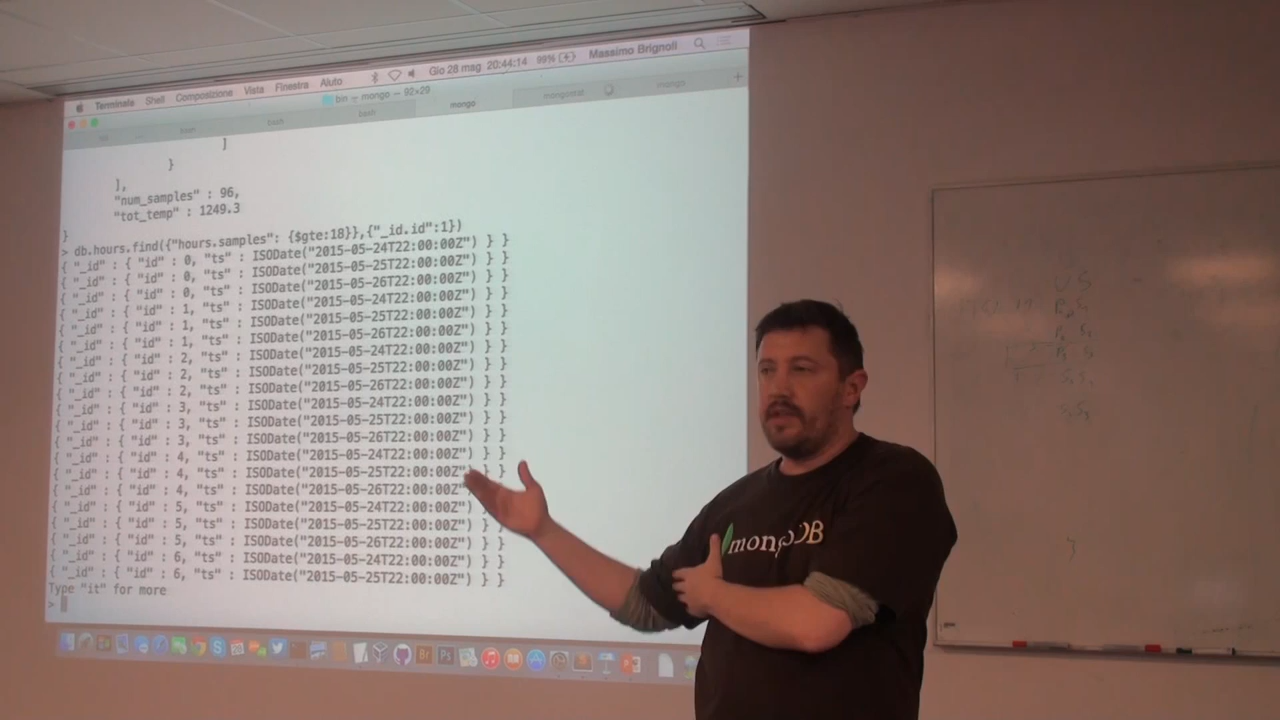 Terminale Shell Composizione Vista Finestra Aiuto Gio 28 mag 20:44:14 99% Massimo Brignoli
bin — mongo — 92×29
bash bash bash mongo mongostat mongo
]
}
],
"num_samples" : 96,
"tot_temp" : 1249.3
}
> db.hours.find({"hours.samples": {$gte:18}},{"_id.id":1})
{ "_id" : { "id" : 0, "ts" : ISODate("2015-05-24T22:00:00Z") } }
{ "_id" : { "id" : 0, "ts" : ISODate("2015-05-25T22:00:00Z") } }
{ "_id" : { "id" : 0, "ts" : ISODate("2015-05-26T22:00:00Z") } }
{ "_id" : { "id" : 1, "ts" : ISODate("2015-05-24T22:00:00Z") } }
{ "_id" : { "id" : 1, "ts" : ISODate("2015-05-25T22:00:00Z") } }
{ "_id" : { "id" : 1, "ts" : ISODate("2015-05-26T22:00:00Z") } }
{ "_id" : { "id" : 2, "ts" : ISODate("2015-05-24T22:00:00Z") } }
{ "_id" : { "id" : 2, "ts" : ISODate("2015-05-25T22:00:00Z") } }
{ "_id" : { "id" : 2, "ts" : ISODate("2015-05-26T22:00:00Z") } }
{ "_id" : { "id" : 3, "ts" : ISODate("2015-05-24T22:00:00Z") } }
{ "_id" : { "id" : 3, "ts" : ISODate("2015-05-25T22:00:00Z") } }
{ "_id" : { "id" : 3, "ts" : ISODate("2015-05-26T22:00:00Z") } }
{ "_id" : { "id" : 4, "ts" : ISODate("2015-05-24T22:00:00Z") } }
{ "_id" : { "id" : 4, "ts" : ISODate("2015-05-25T22:00:00Z") } }
{ "_id" : { "id" : 4, "ts" : ISODate("2015-05-26T22:00:00Z") } }
{ "_id" : { "id" : 5, "ts" : ISODate("2015-05-24T22:00:00Z") } }
{ "_id" : { "id" : 5, "ts" : ISODate("2015-05-25T22:00:00Z") } }
{ "_id" : { "id" : 5, "ts" : ISODate("2015-05-26T22:00:00Z") } }
{ "_id" : { "id" : 6, "ts" : ISODate("2015-05-24T22:00:00Z") } }
{ "_id" : { "id" : 6, "ts" : ISODate("2015-05-25T22:00:00Z") } }
Type "it" for more
>
mongoDB